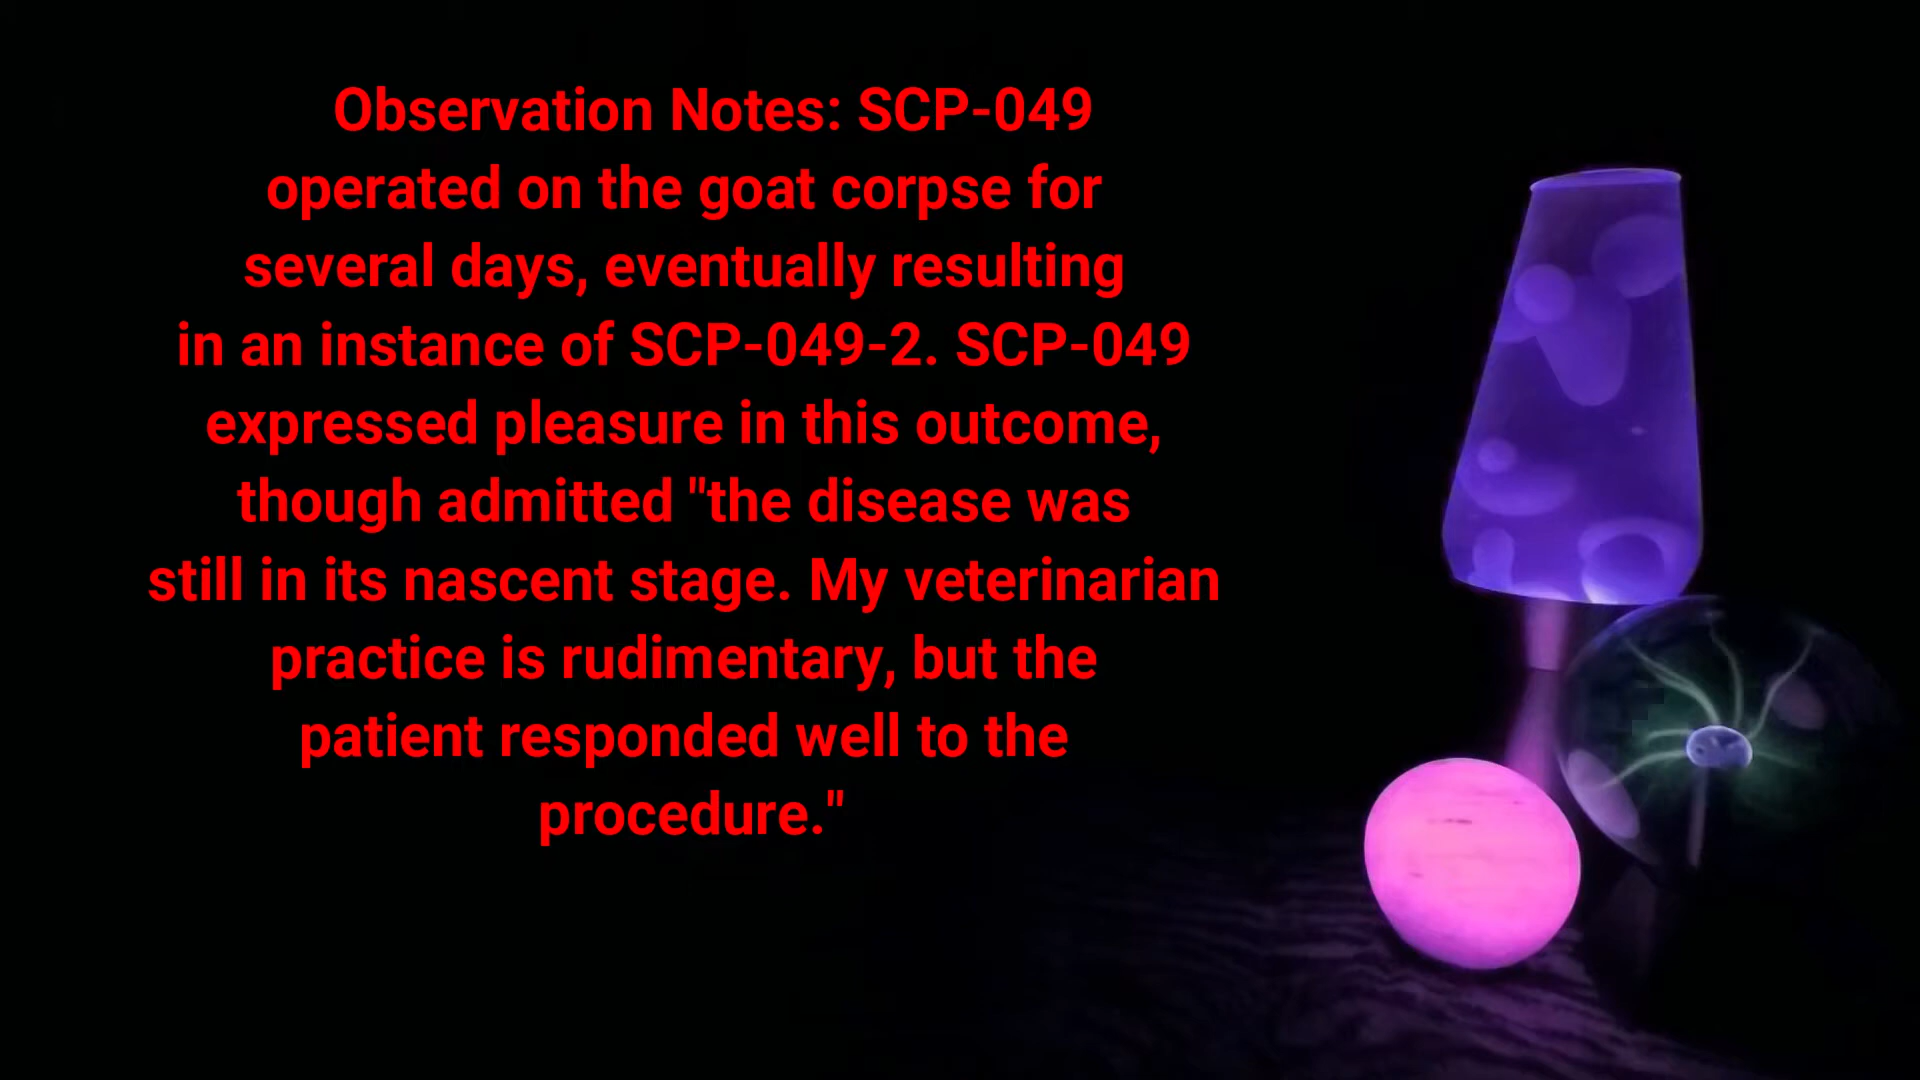 Observation Notes: SCP-049
operated on the goat corpse for
several days, eventually resulting
in an instance of SCP-049-2. SCP-049
expressed pleasure in this outcome,
though admitted "the disease was
still in its nascent stage. My veterinarian
practice is rudimentary, but the
patient responded well to the
procedure."